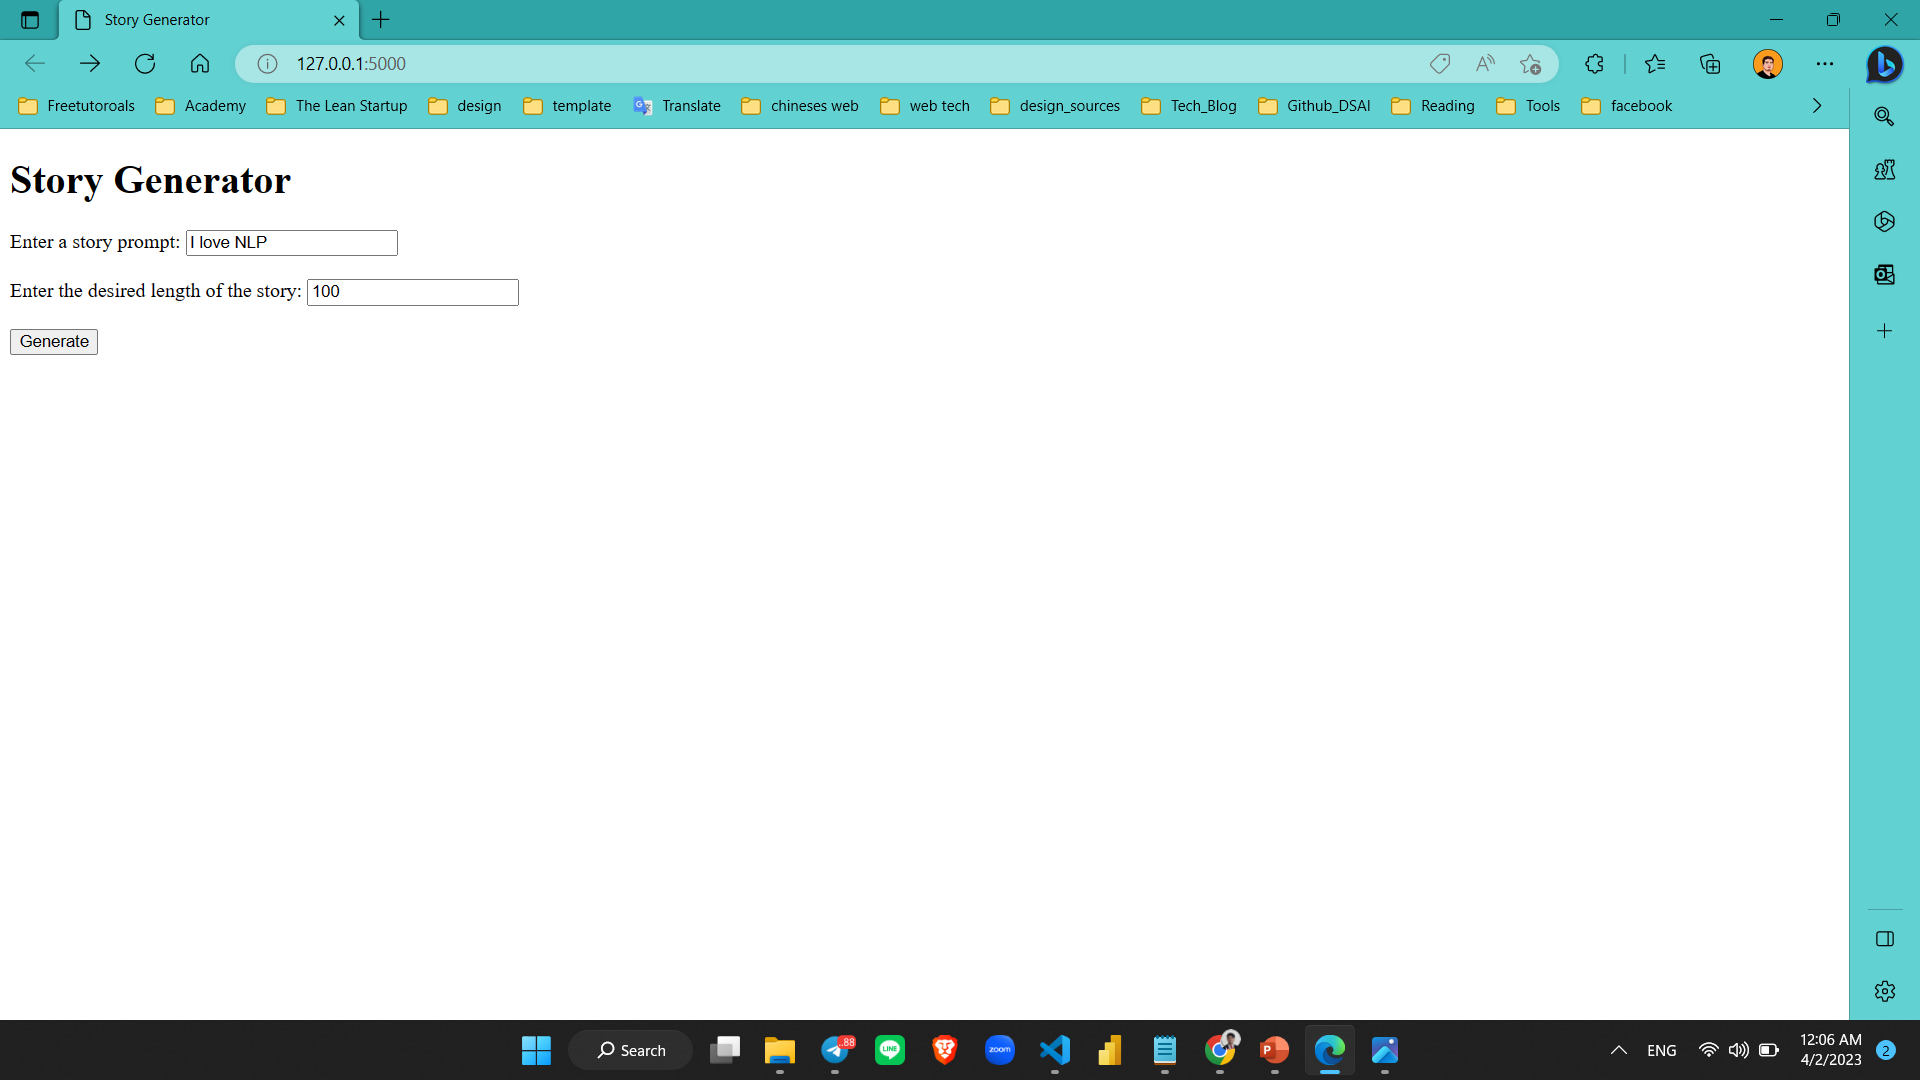 Story Generator
127.0.0.1:5000
Freetutoroals Academy The Lean Startup design template Translate chineses web web tech design_sources Tech_Blog Github_DSAI Reading Tools facebook
Story Generator
Enter a story prompt: I love NLP
Enter the desired length of the story: 100
Generate
Search .88 LINE zoom P ENG 12:06 AM
4/2/2023 2